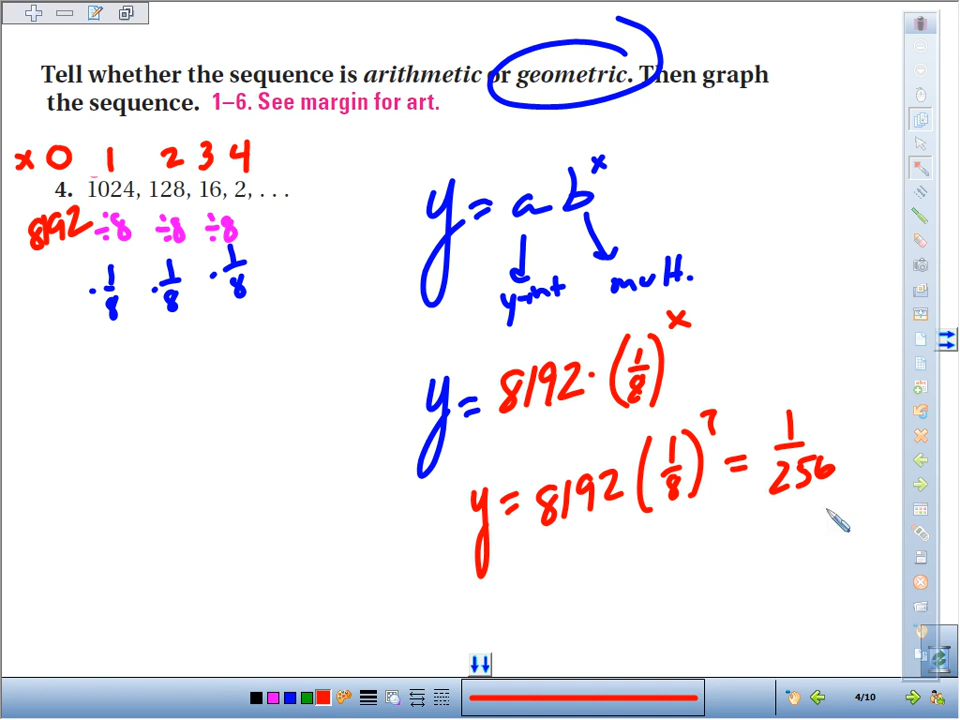 Tell whether the sequence is arithmetic or geometric. Then graph
the sequence. 1–6. See margin for art.
x 0 1 2 3 4
4. 1024, 128, 16, 2, . . .
8192 ÷8 ÷8 ÷8
· 1/8 · 1/8 · 1/8
y = a b^x
y-int mult.
y = 8192 · (1/8)^x
y = 8192 (1/8)^7 = 1/256
4/10